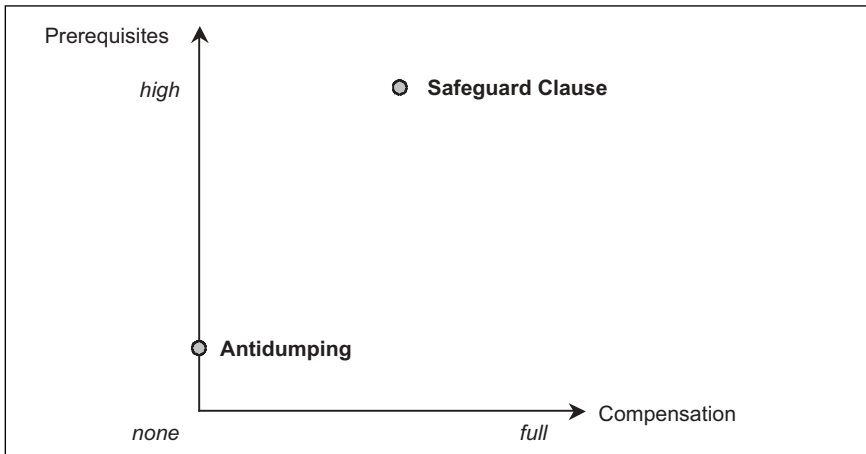 Prerequisites
high
Safeguard Clause
Antidumping
Compensation
none
full